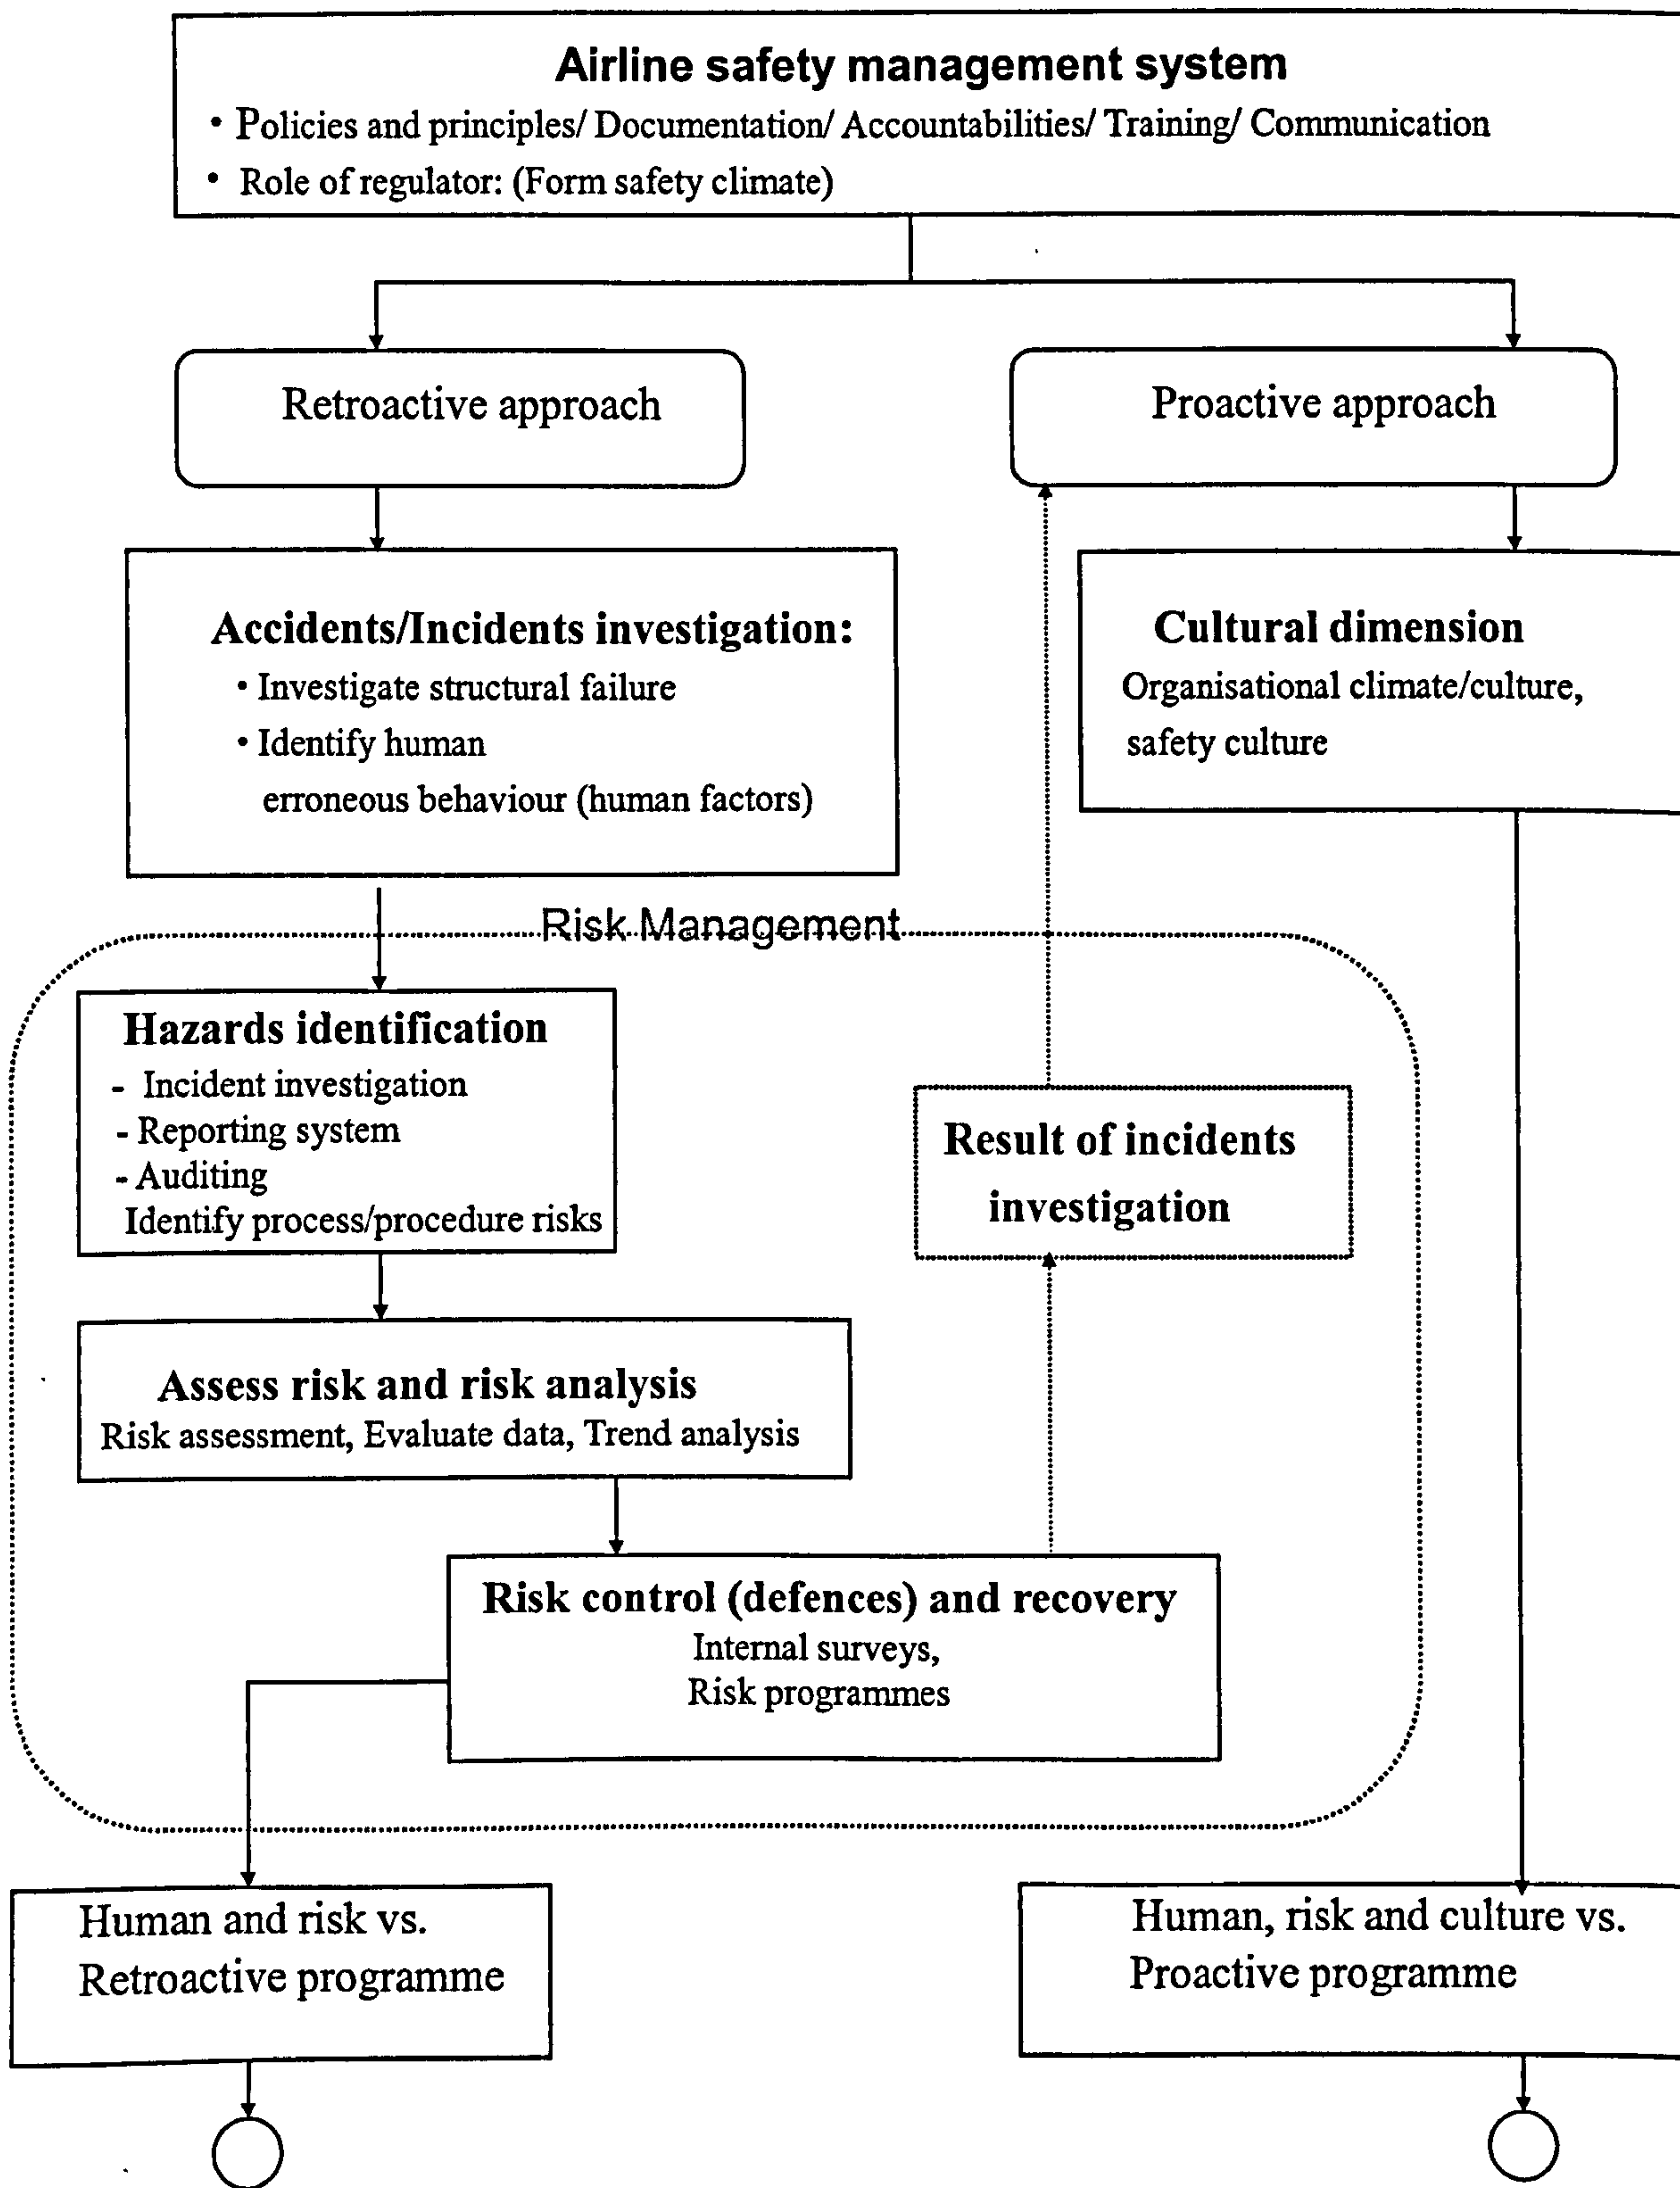 Airline safety management system
• Policies and principles/ Documentation/ Accountabilities/ Training/ Communication
• Role of regulator: (Form safety climate)
Retroactive approach
Proactive approach
Accidents/Incidents investigation:
• Investigate structural failure
• Identify human
erroneous behaviour (human factors)
Cultural dimension
Organisational climate/culture,
safety culture
Risk Management
Hazards identification
- Incident investigation
- Reporting system
- Auditing
Identify process/procedure risks
Result of incidents
investigation
Assess risk and risk analysis
Risk assessment, Evaluate data, Trend analysis
Risk control (defences) and recovery
Internal surveys,
Risk programmes
Human and risk vs.
Retroactive programme
Human, risk and culture vs.
Proactive programme